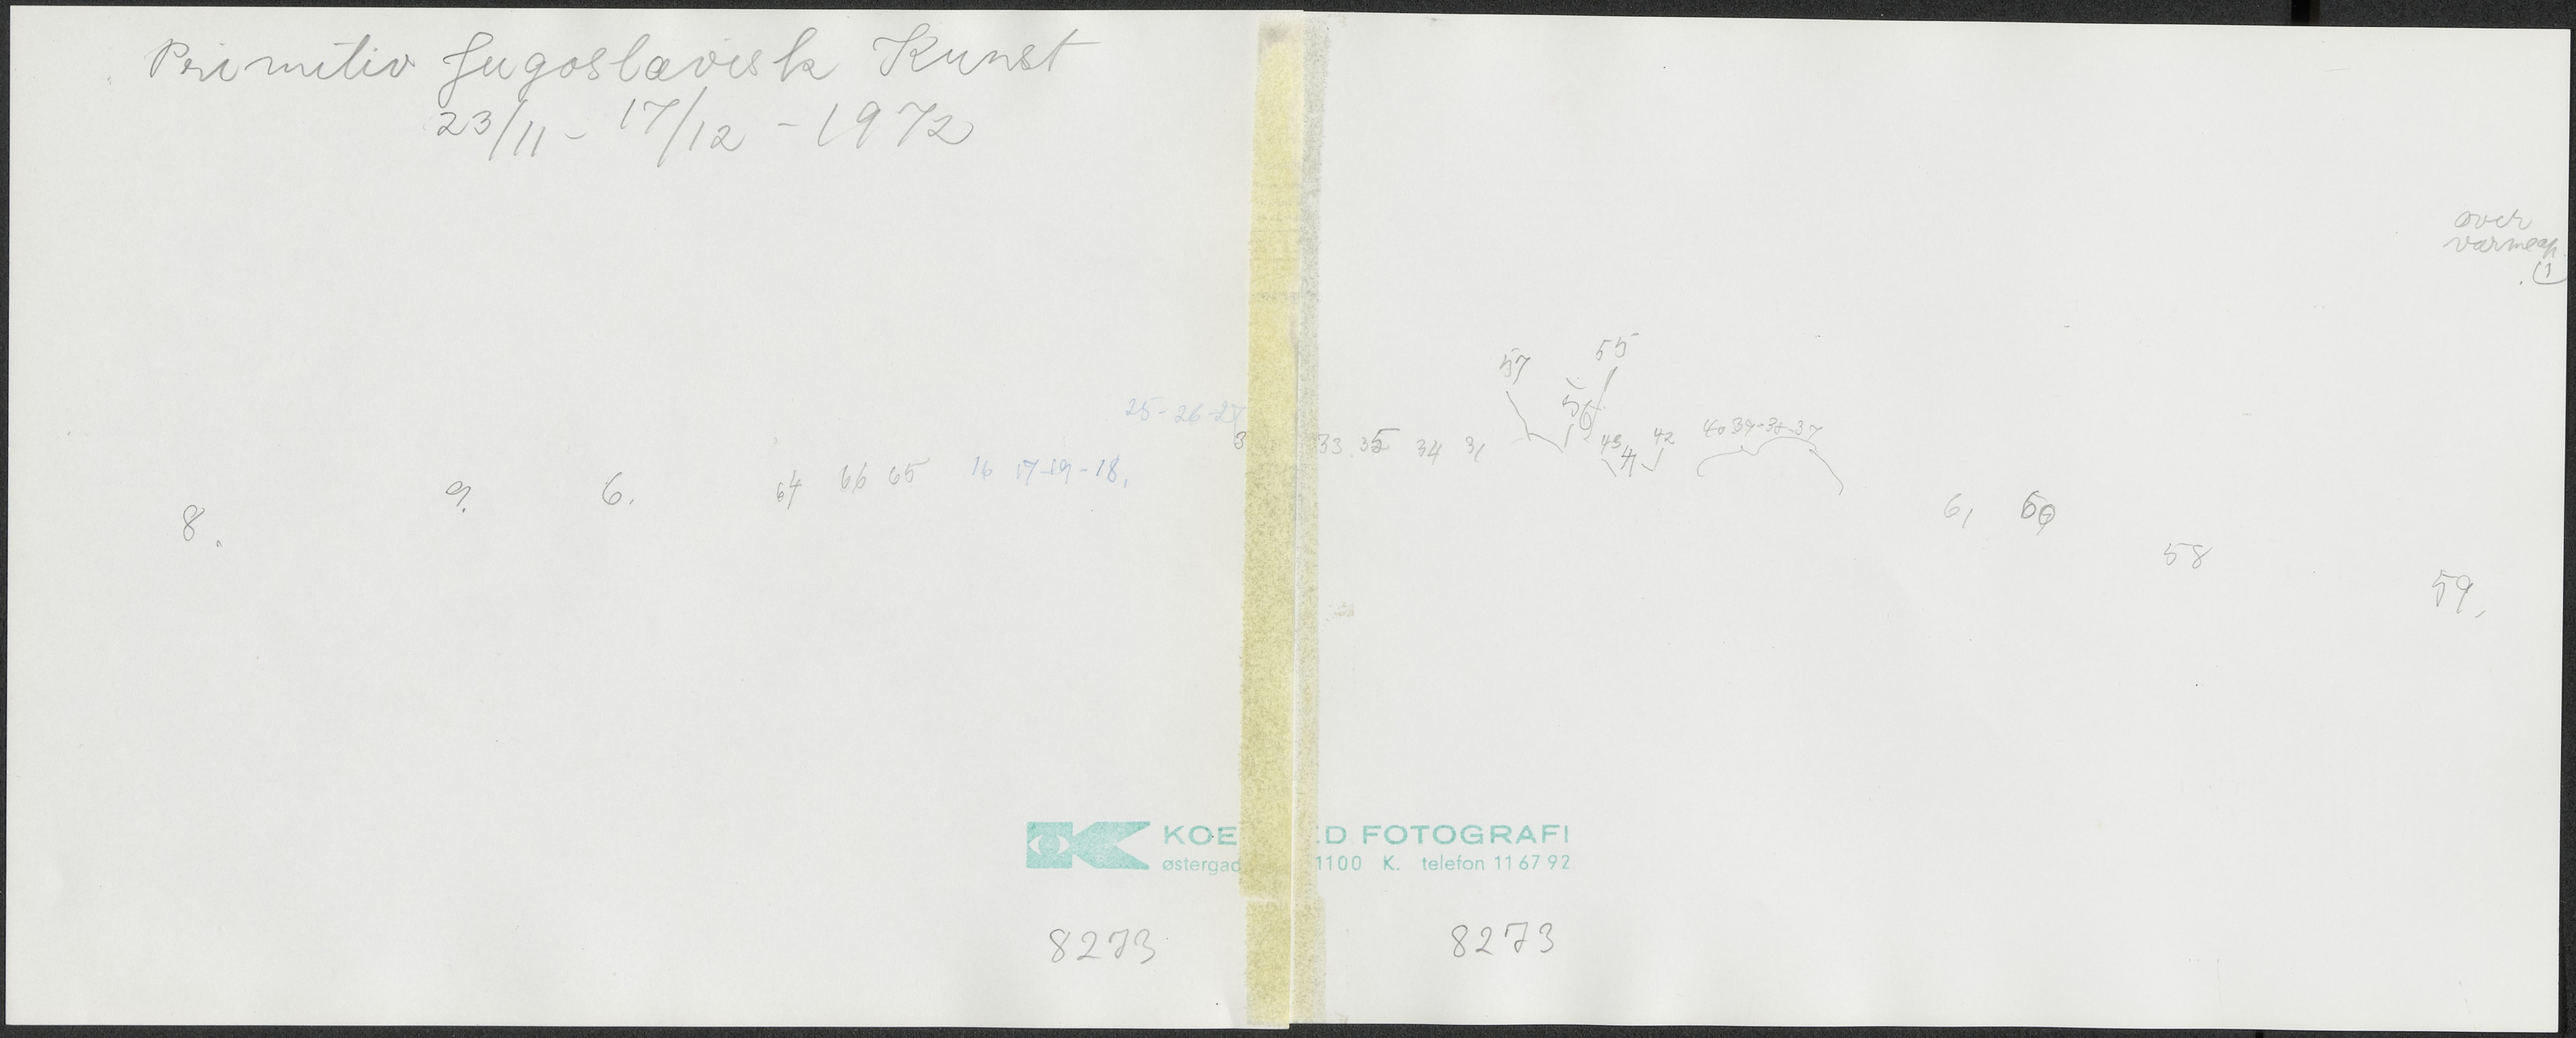 Primitiv Jugoslavisk Kunst
23/11 - 17/12 - 1972
over
varmeap.
(1
57 55
56
25-26-27
3 33. 35 34 31 43 41 42 40 39-38-37
8. 9. 6. 64 66 65 16 17-19-18. 61 60
58
59.
KOE D FOTOGRAFI
østergad 1100 K. telefon 11 67 92
8273 8273